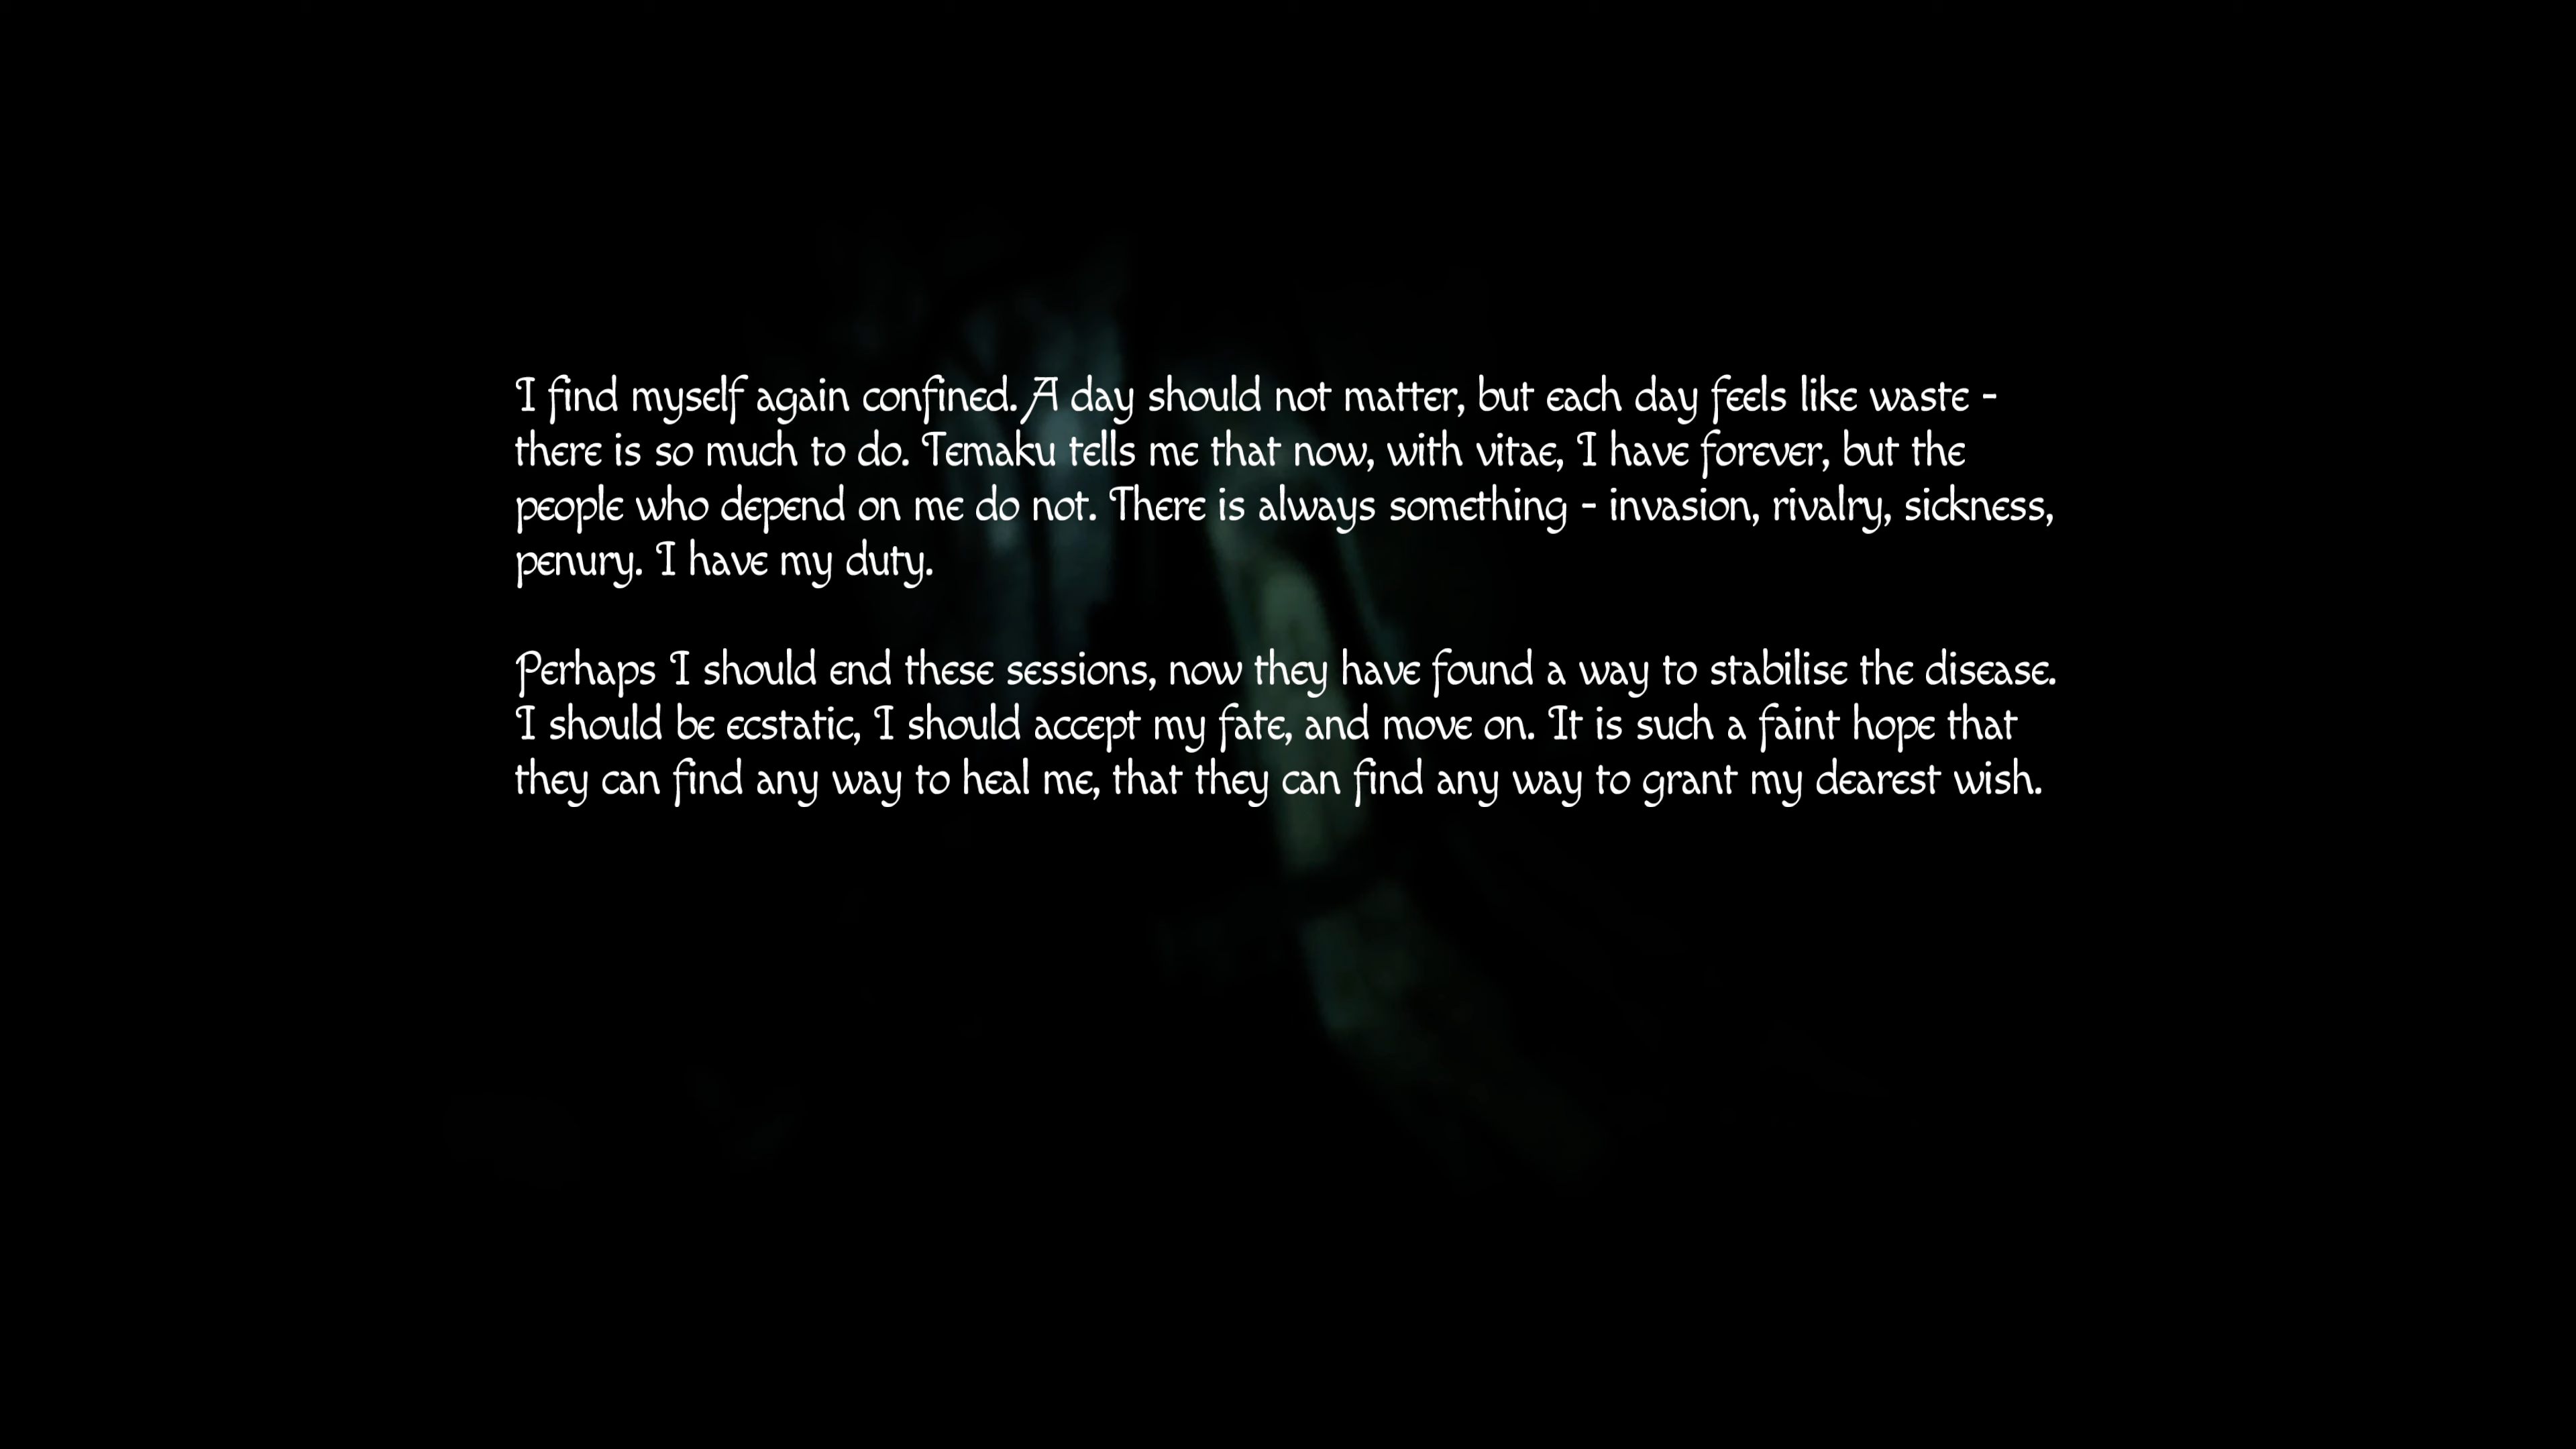 I find myself again confined. A day should not matter, but each day feels like waste -
there is so much to do. Temaku tells me that now, with vitae, I have forever, but the
people who depend on me do not. There is always something - invasion, rivalry, sickness,
penury. I have my duty.
Perhaps I should end these sessions, now they have found a way to stabilise the disease.
I should be ecstatic, I should accept my fate, and move on. It is such a faint hope that
they can find any way to heal me, that they can find any way to grant my dearest wish.